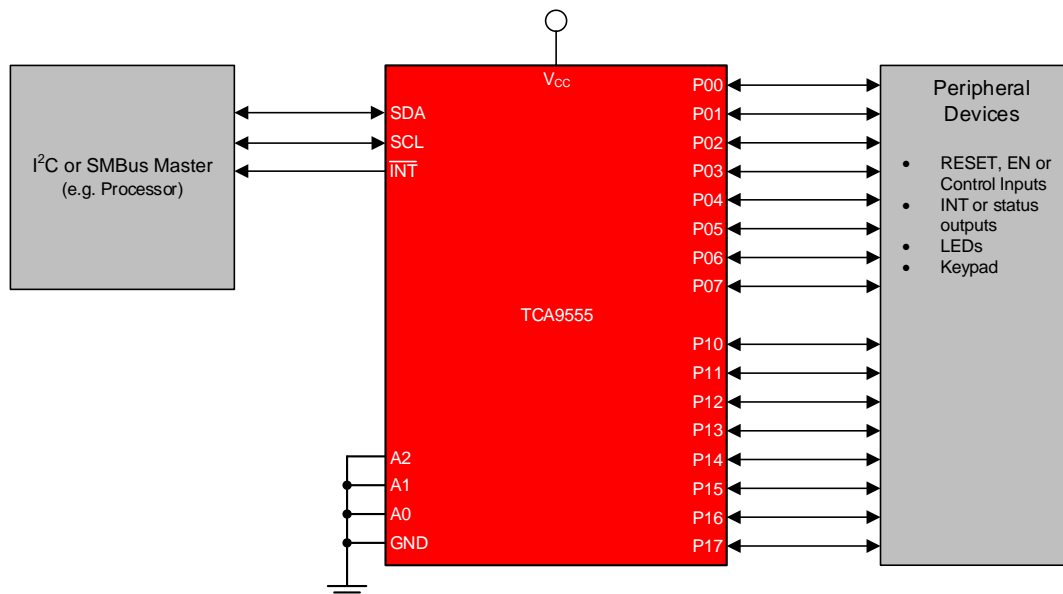 I²C or SMBus Master
(e.g. Processor)
V_CC
SDA
SCL
I̅N̅T̅
TCA9555
A2
A1
A0
GND
P00
P01
P02
P03
P04
P05
P06
P07
P10
P11
P12
P13
P14
P15
P16
P17
Peripheral
Devices
• RESET, EN or
Control Inputs
• INT or status
outputs
• LEDs
• Keypad